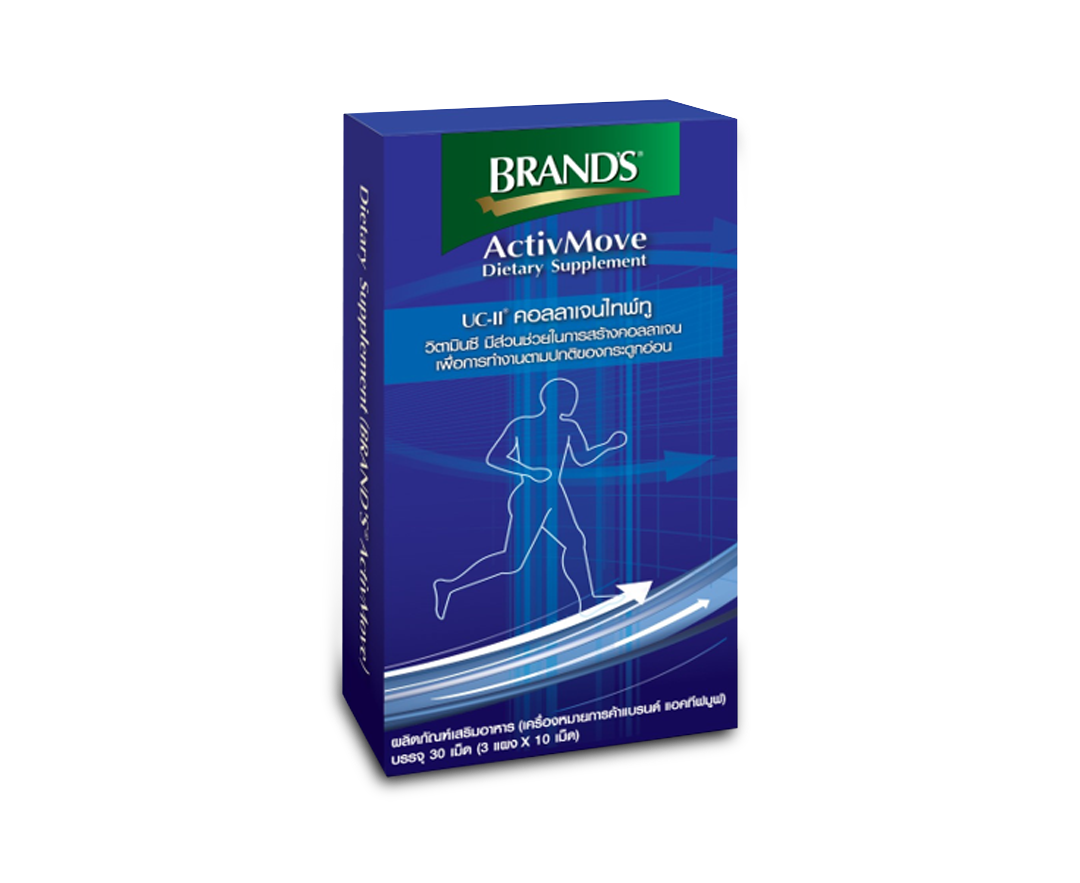 BRAND'S®
ActivMove
Dietary Supplement
UC-II® คอลลาเจนไทพ์ทู
วิตามินซี มีส่วนช่วยในการสร้างคอลลาเจน
เพื่อการทำงานตามปกติของกระดูกอ่อน
ผลิตภัณฑ์เสริมอาหาร (เครื่องหมายการค้าแบรนด์ แอคทีฟมูฟ)
บรรจุ 30 เม็ด (3 แผง X 10 เม็ด)
Dietary Supplement (BRAND'S® ActivMove)